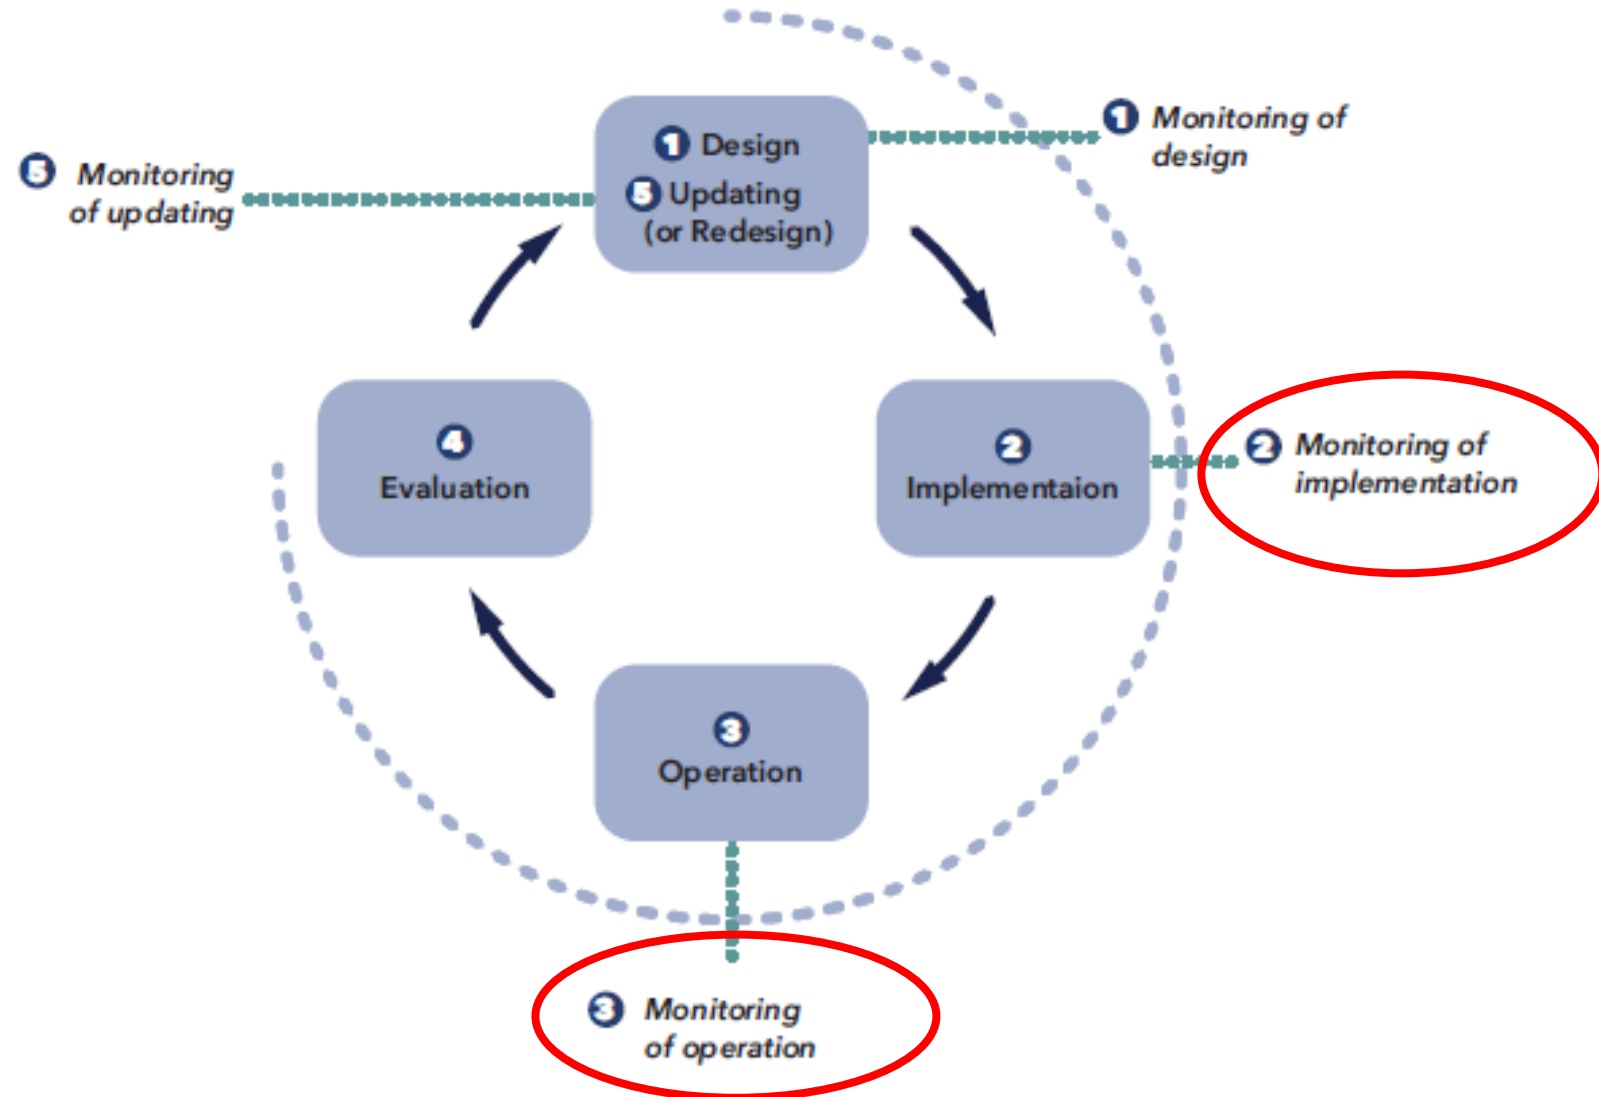 1 Design
5 Updating
(or Redesign)
1 Monitoring of
design
2
Implementaion
2 Monitoring of
implementation
3
Operation
3 Monitoring
of operation
4
Evaluation
5 Monitoring
of updating